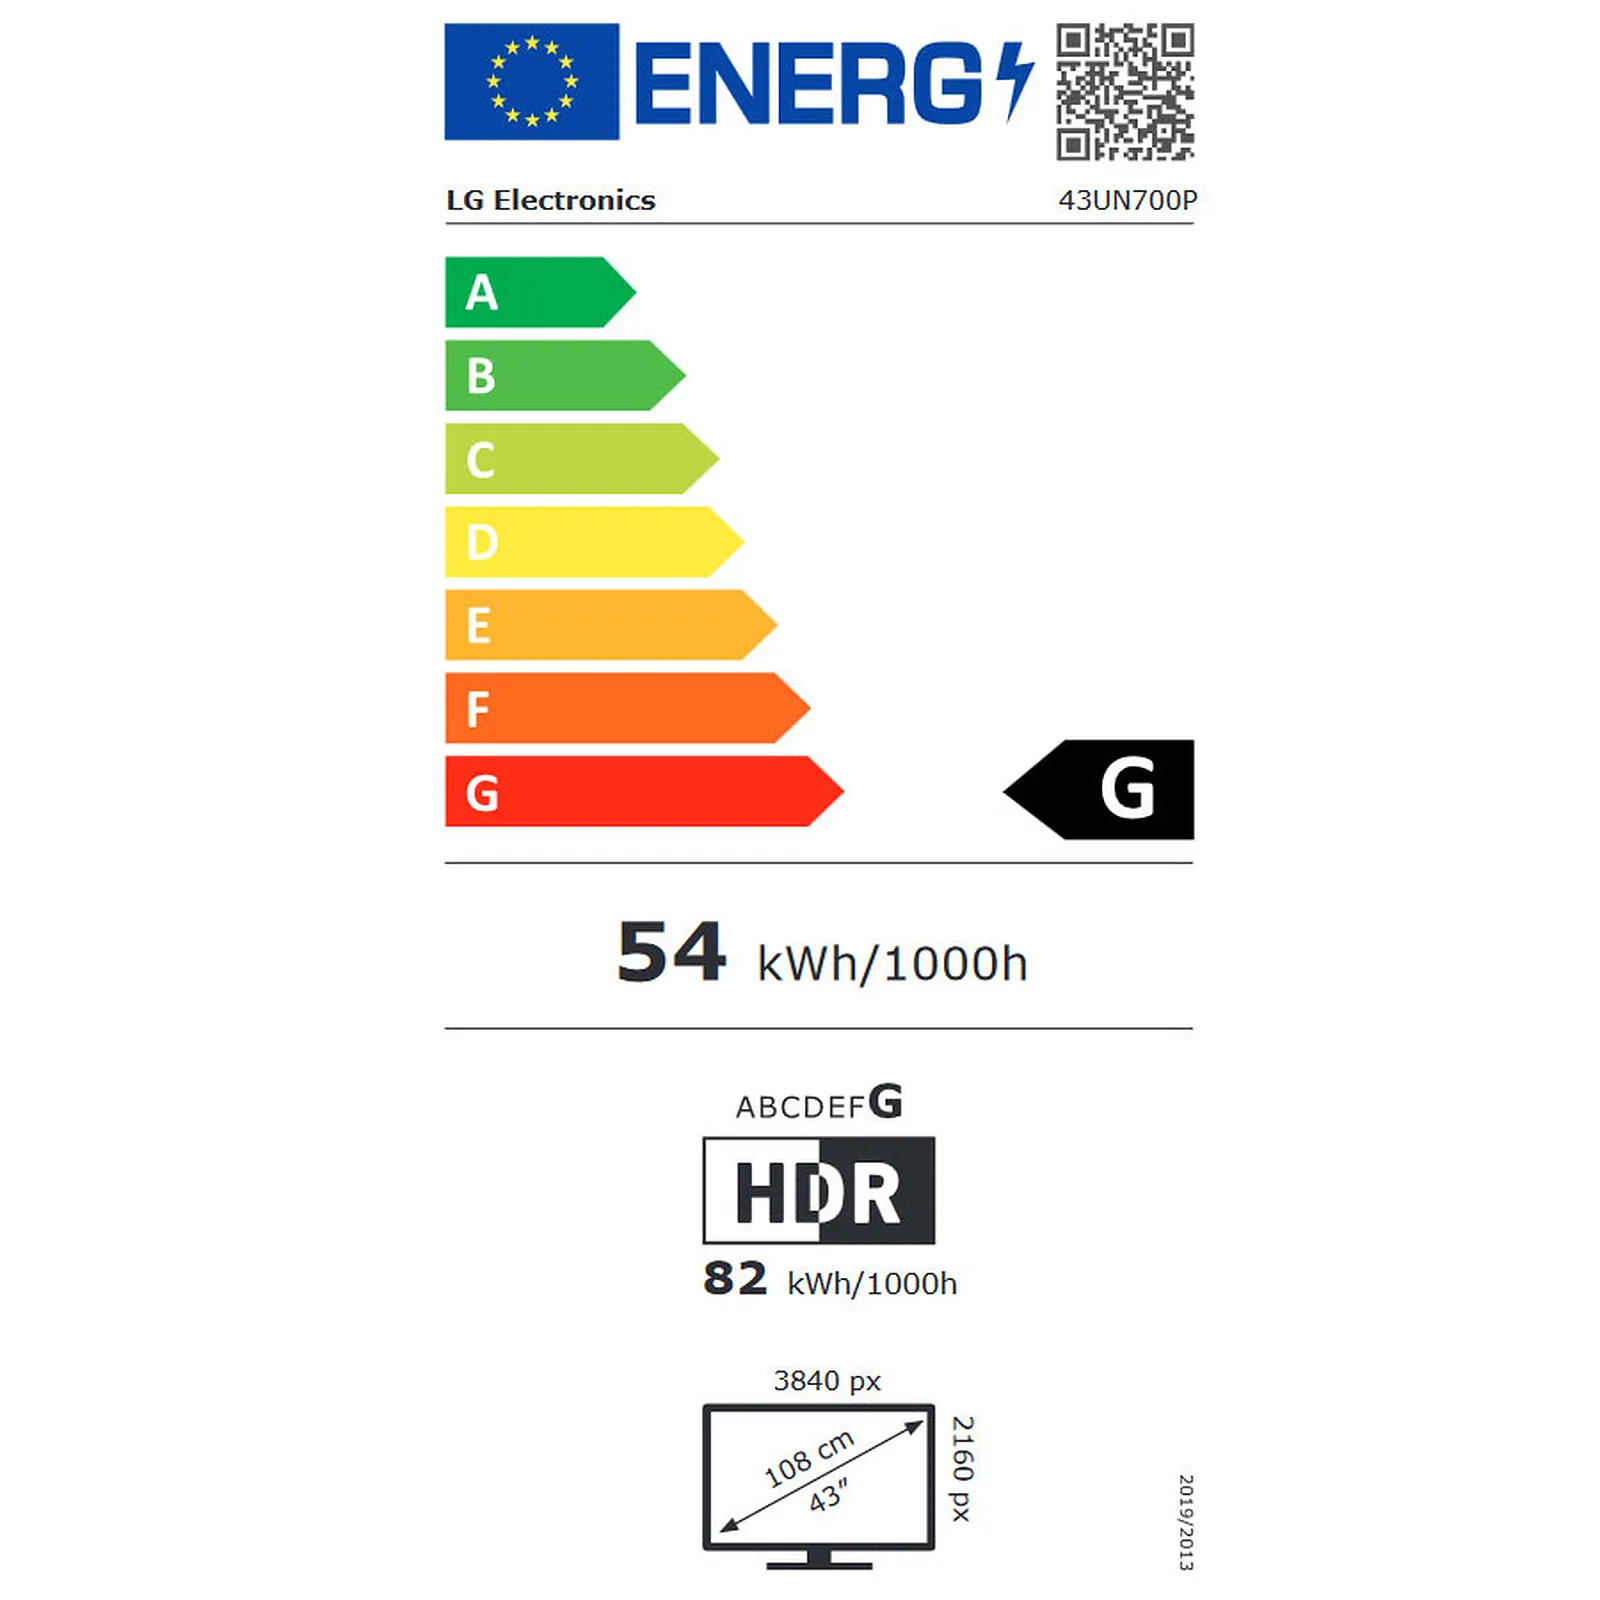 ENERG
LG Electronics 43UN700P
A
B
C
D
E
F
G
G
54 kWh/1000h
ABCDEFG
HDR
82 kWh/1000h
3840 px
2160 px
108 cm
43"
2019/2013